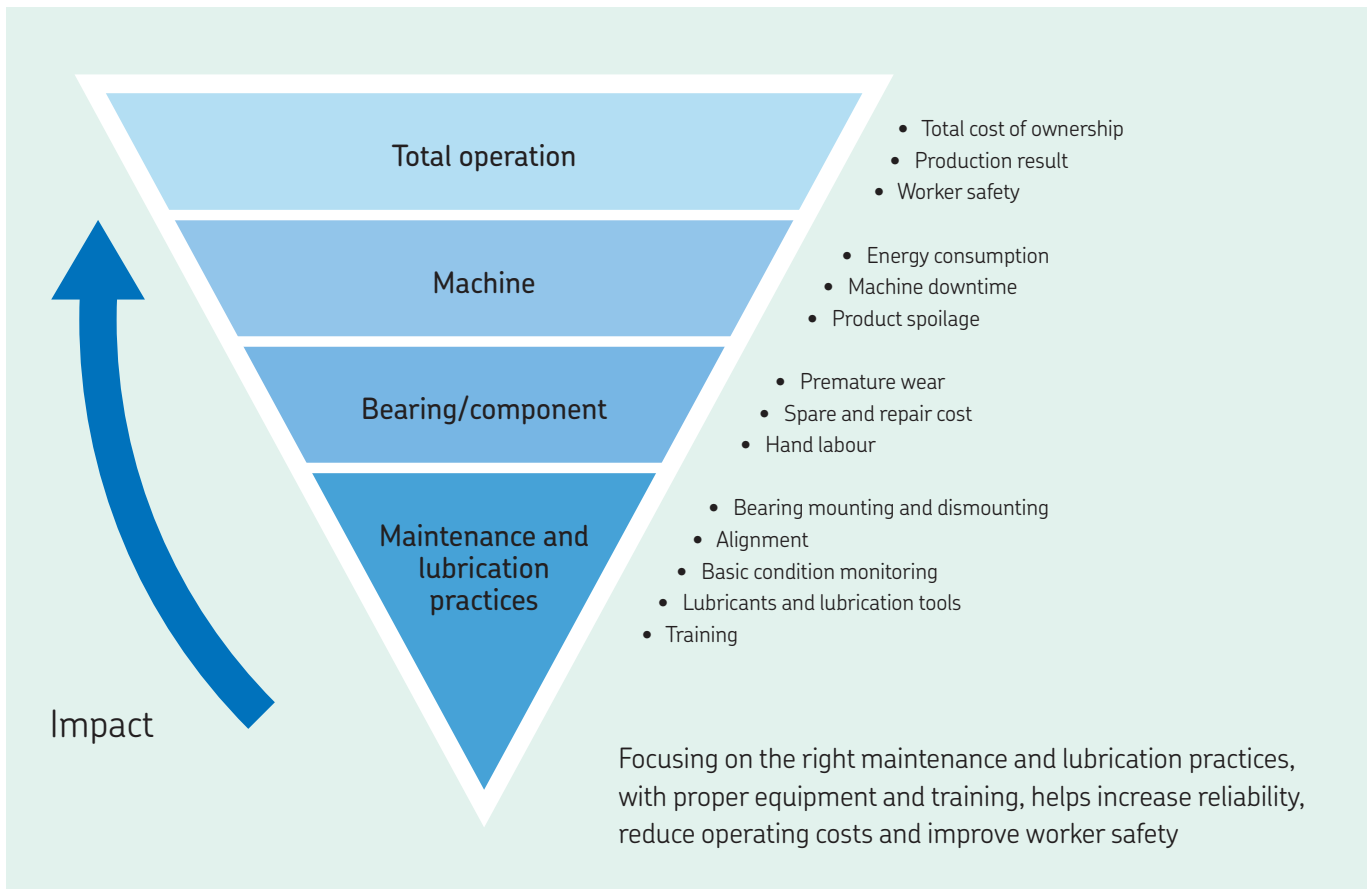 Total operation
• Total cost of ownership
• Production result
• Worker safety
Machine
• Energy consumption
• Machine downtime
• Product spoilage
Bearing/component
• Premature wear
• Spare and repair cost
• Hand labour
Maintenance and
lubrication
practices
• Bearing mounting and dismounting
• Alignment
• Basic condition monitoring
• Lubricants and lubrication tools
• Training
Impact
Focusing on the right maintenance and lubrication practices,
with proper equipment and training, helps increase reliability,
reduce operating costs and improve worker safety